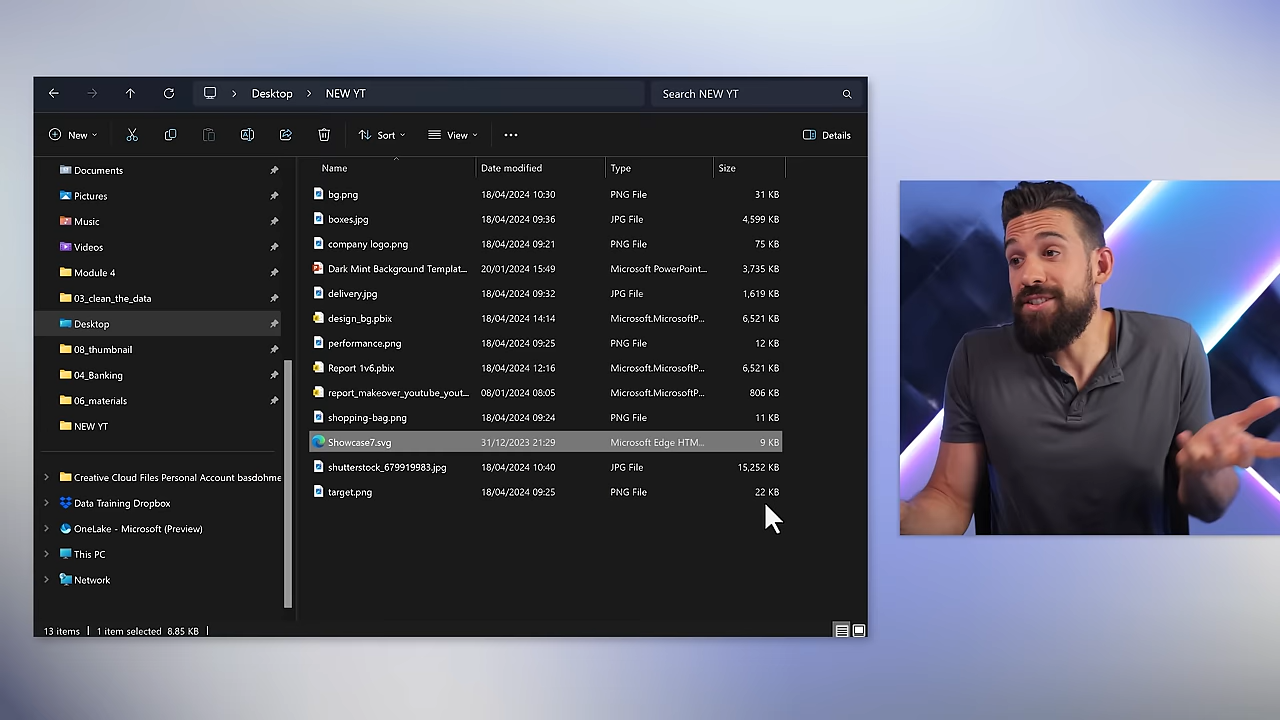 Desktop > NEW YT
Search NEW YT
New
Sort
View
Details
Documents
Pictures
Music
Videos
Module 4
03_clean_the_data
Desktop
08_thumbnail
04_Banking
06_materials
NEW YT
Creative Cloud Files Personal Account basdohme
Data Training Dropbox
OneLake - Microsoft (Preview)
This PC
Network
Name Date modified Type Size
bg.png 18/04/2024 10:30 PNG File 31 KB
boxes.jpg 18/04/2024 09:36 JPG File 4,599 KB
company logo.png 18/04/2024 09:21 PNG File 75 KB
Dark Mint Background Templat... 20/01/2024 15:49 Microsoft PowerPoint... 3,735 KB
delivery.jpg 18/04/2024 09:32 JPG File 1,619 KB
design_bg.pbix 18/04/2024 14:14 Microsoft.MicrosoftP... 6,521 KB
performance.png 18/04/2024 09:25 PNG File 12 KB
Report 1v6.pbix 18/04/2024 12:16 Microsoft.MicrosoftP... 6,521 KB
report_makeover_youtube_yout... 08/01/2024 08:05 Microsoft.MicrosoftP... 806 KB
shopping-bag.png 18/04/2024 09:24 PNG File 11 KB
Showcase7.svg 31/12/2023 21:29 Microsoft Edge HTM... 9 KB
shutterstock_679919983.jpg 18/04/2024 10:40 JPG File 15,252 KB
target.png 18/04/2024 09:25 PNG File 22 KB
13 items | 1 item selected 8.85 KB |